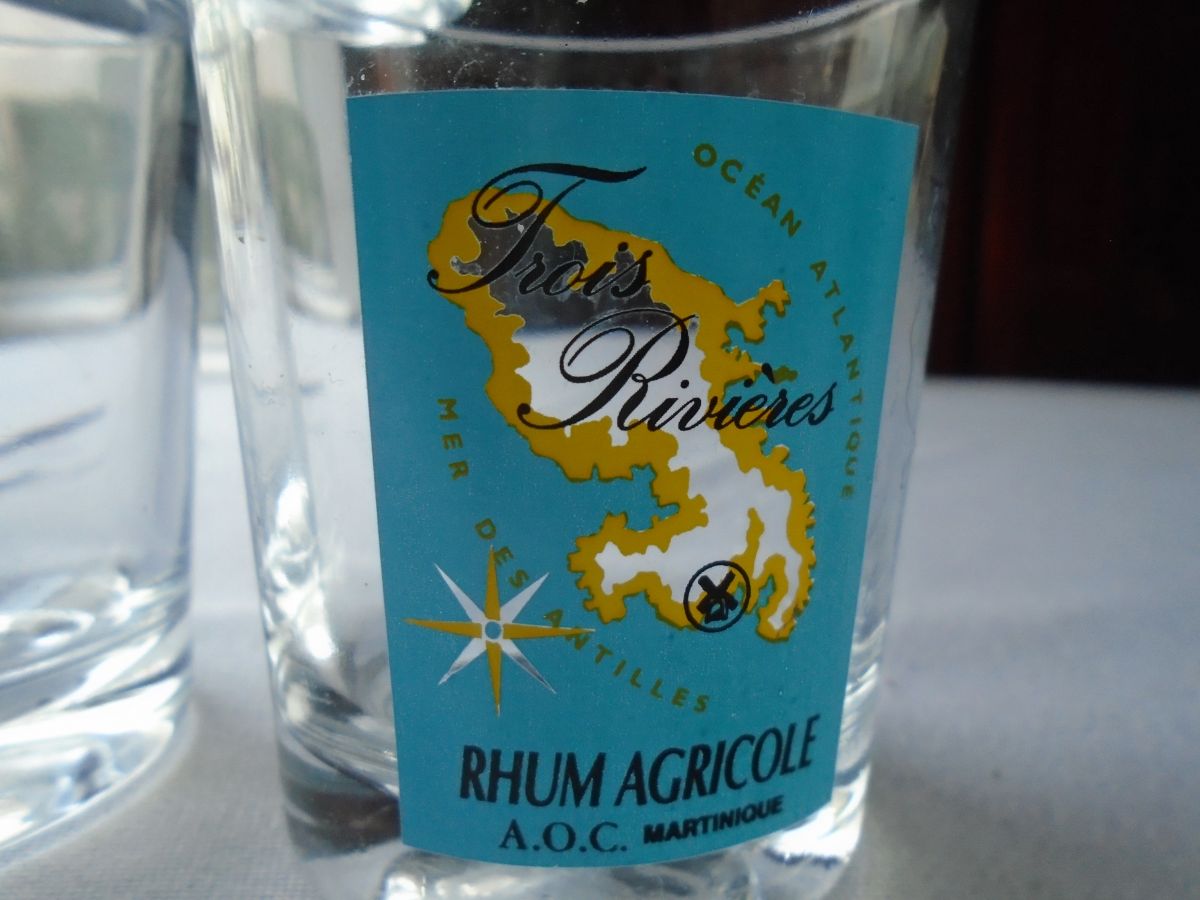 OCÉAN ATLANTIQUE
Trois
Rivières
MER DES ANTILLES
RHUM AGRICOLE
A.O.C. MARTINIQUE